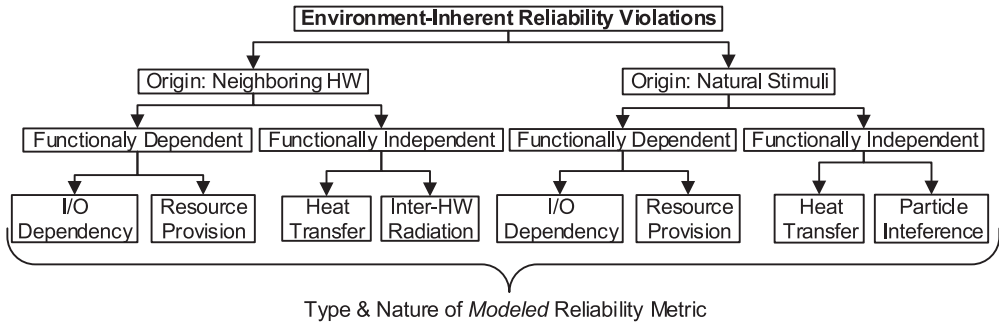 Environment-Inherent Reliability Violations
Origin: Neighboring HW Origin: Natural Stimuli
Functionaly Dependent Functionally Independent Functionally Dependent Functionally Independent
I/O Resource Heat Inter-HW I/O Resource Heat Particle
Dependency Provision Transfer Radiation Dependency Provision Transfer Inteference
Type & Nature of Modeled Reliability Metric